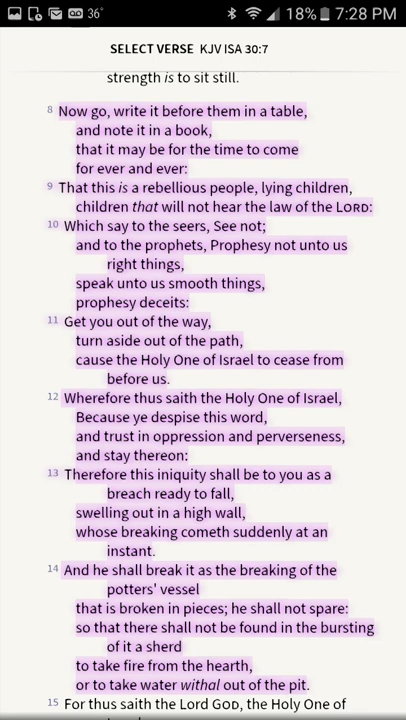 36°
18% 7:28 PM
SELECT VERSE KJV ISA 30:7
strength is to sit still.
8 Now go, write it before them in a table,
and note it in a book,
that it may be for the time to come
for ever and ever:
9 That this is a rebellious people, lying children,
children that will not hear the law of the LORD:
10 Which say to the seers, See not;
and to the prophets, Prophesy not unto us
right things,
speak unto us smooth things,
prophesy deceits:
11 Get you out of the way,
turn aside out of the path,
cause the Holy One of Israel to cease from
before us.
12 Wherefore thus saith the Holy One of Israel,
Because ye despise this word,
and trust in oppression and perverseness,
and stay thereon:
13 Therefore this iniquity shall be to you as a
breach ready to fall,
swelling out in a high wall,
whose breaking cometh suddenly at an
instant.
14 And he shall break it as the breaking of the
potters' vessel
that is broken in pieces; he shall not spare:
so that there shall not be found in the bursting
of it a sherd
to take fire from the hearth,
or to take water withal out of the pit.
15 For thus saith the Lord GOD, the Holy One of